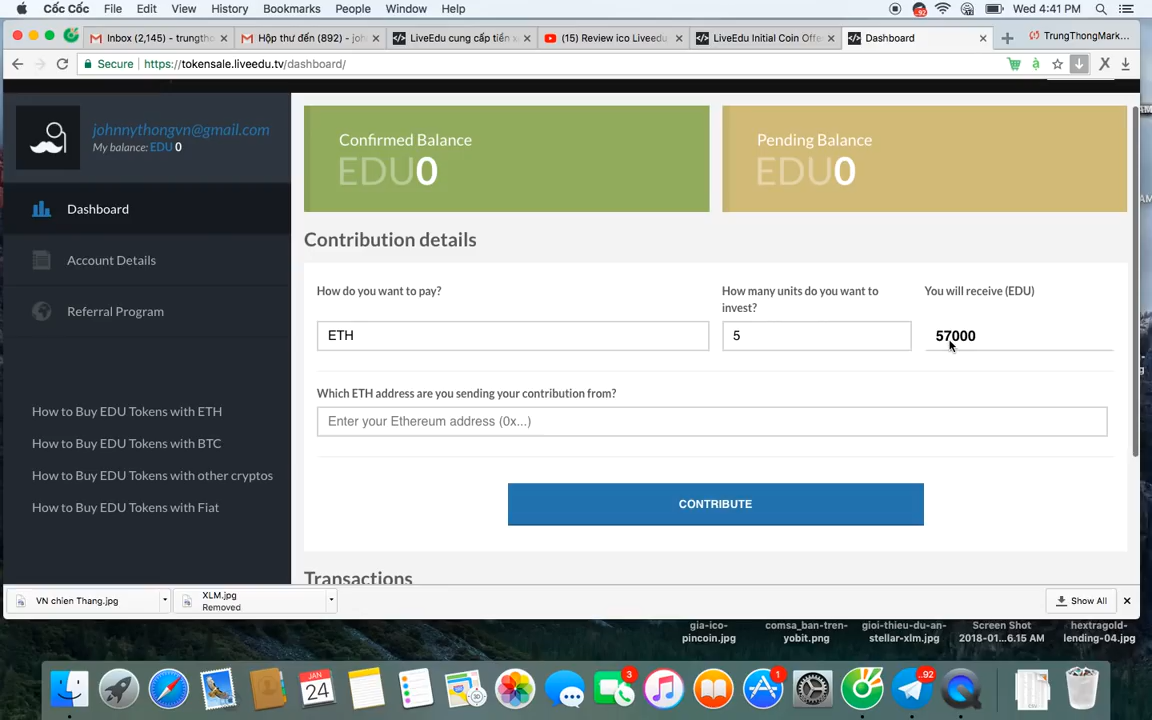 Cốc Cốc File Edit View History Bookmarks People Window Help .92 Wed 4:41 PM
Inbox (2,145) - trungtho × Hộp thư đến (892) - joh × LiveEdu cung cấp tiền × (15) Review ico Liveedu × LiveEdu Initial Coin Offe × Dashboard × TrungThongMark...
Secure https://tokensale.liveedu.tv/dashboard/
johnnythongvn@gmail.com
My balance: EDU 0
Confirmed Balance
EDU0
Pending Balance
EDU0
Dashboard
Account Details
Referral Program
How to Buy EDU Tokens with ETH
How to Buy EDU Tokens with BTC
How to Buy EDU Tokens with other cryptos
How to Buy EDU Tokens with Fiat
Contribution details
How do you want to pay?
ETH
How many units do you want to
invest?
5
You will receive (EDU)
57000
Which ETH address are you sending your contribution from?
Enter your Ethereum address (0x...)
CONTRIBUTE
Transactions
VN chien Thang.jpg
XLM.jpg
Removed
Show All
gia-ico-
pincoin.jpg
comsa_ban-tren-
yobit.png
gioi-thieu-du-an-
stellar-xlm.jpg
Screen Shot
2018-01...6.15 AM
hextragold-
lending-04.jpg
JAN
24
3
1
..92